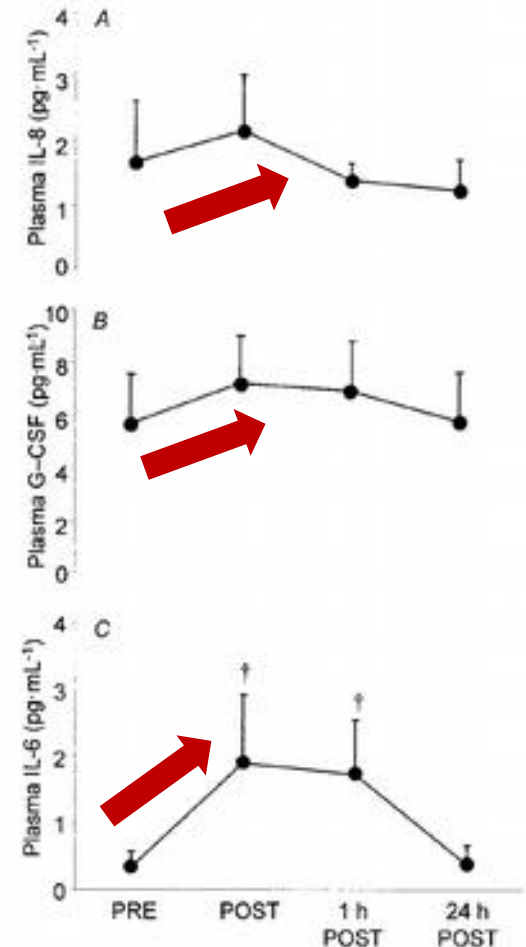 A
Plasma IL-8 (pg·mL-1)
4
3
2
1
0
B
Plasma G-CSF (pg·mL-1)
10
8
6
4
2
0
C
Plasma IL-6 (pg·mL-1)
4
3
2
1
0
†
†
PRE POST 1 h 24 h
POST POST